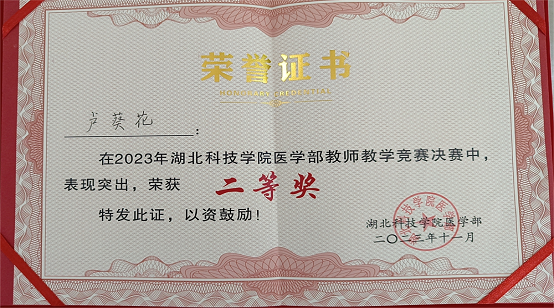 荣誉证书
HONORARY CREDENTIAL
卢葵花：
在2023年湖北科技学院医学部教师教学竞赛决赛中，
表现突出，荣获 二等奖
特发此证，以资鼓励！
湖北科技学院医学部
二〇二三年十一月